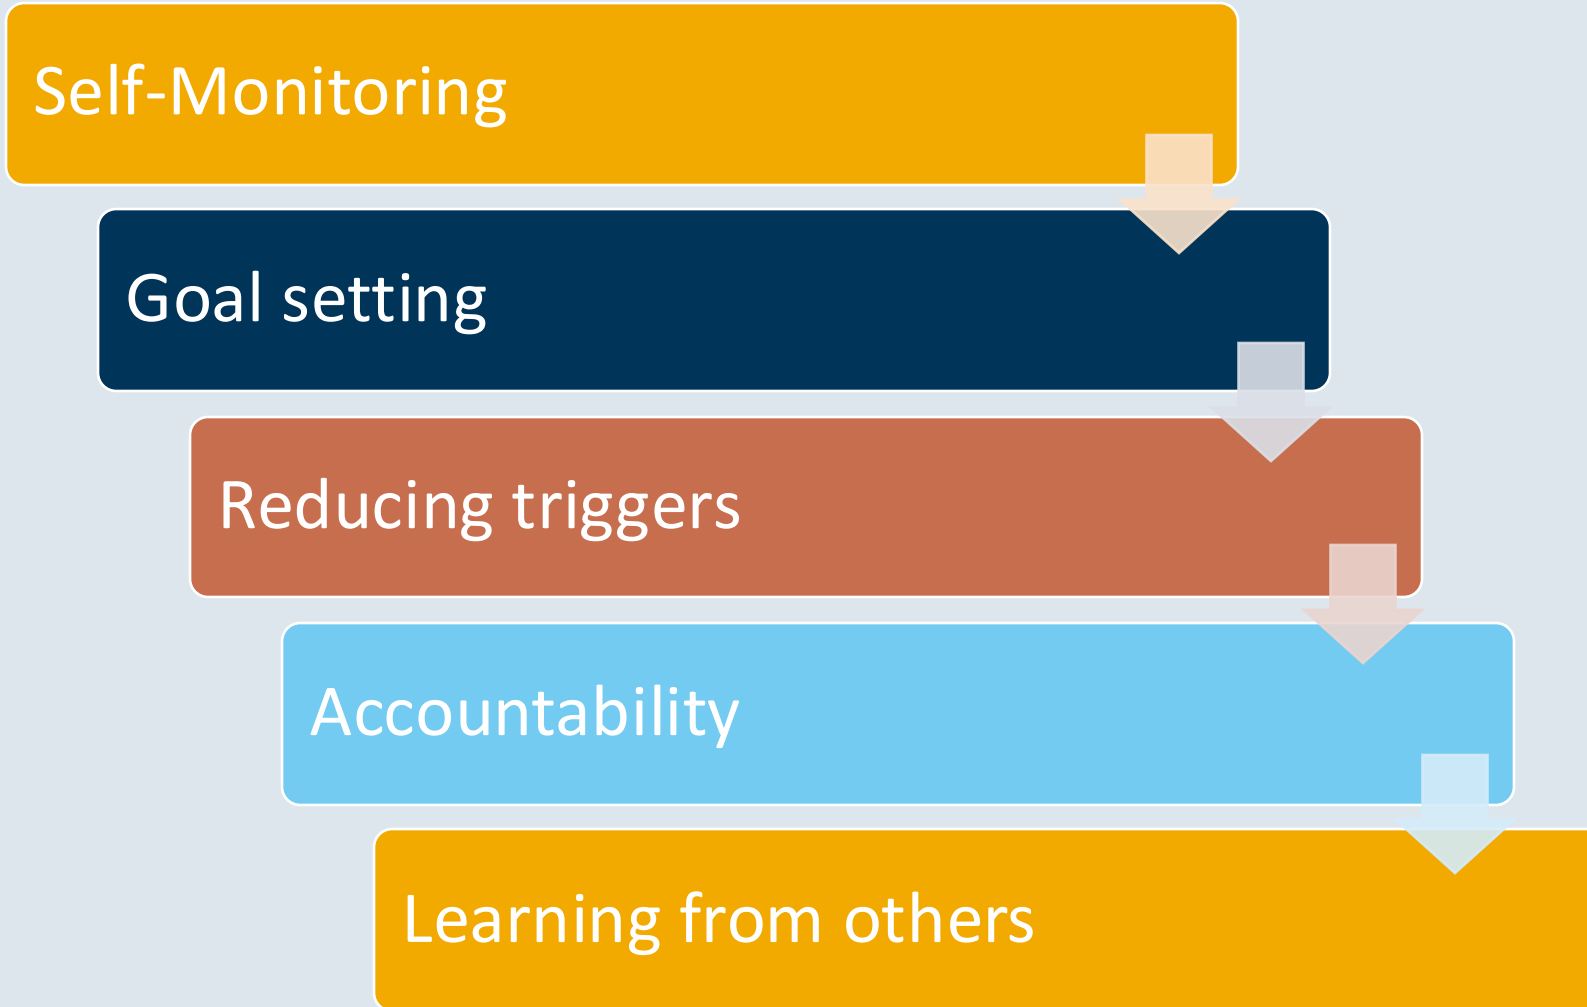 Self-Monitoring
Goal setting
Reducing triggers
Accountability
Learning from others